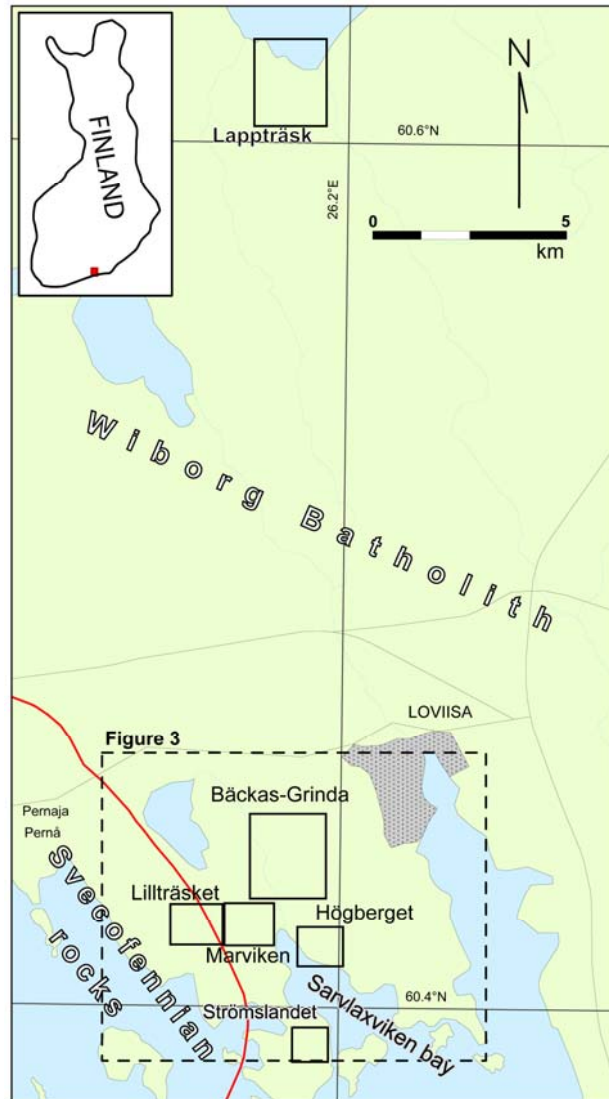 FINLAND
Lappträsk
60.6°N
N
26.2°E
0 5
km
Wiborg Batholith
LOVIISA
Figure 3
Bäckas-Grinda
Pernaja
Pernå
Svecofennian
rocks
Lillträsket
Högberget
Marviken
Sarvlaxviken bay
60.4°N
Strömslandet